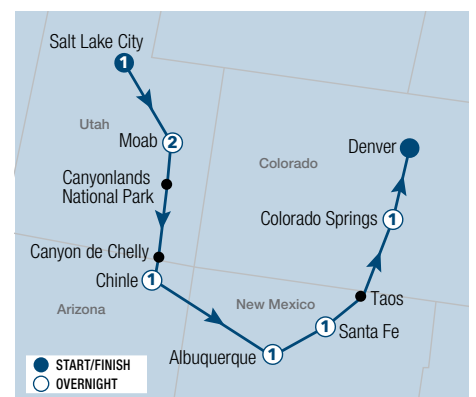 Salt Lake City
1
Utah
Moab
2
Denver
Colorado
Canyonlands
National Park
Colorado Springs
1
Canyon de Chelly
Chinle
1
Arizona
New Mexico
Taos
Santa Fe
1
Albuquerque
1
START/FINISH
OVERNIGHT